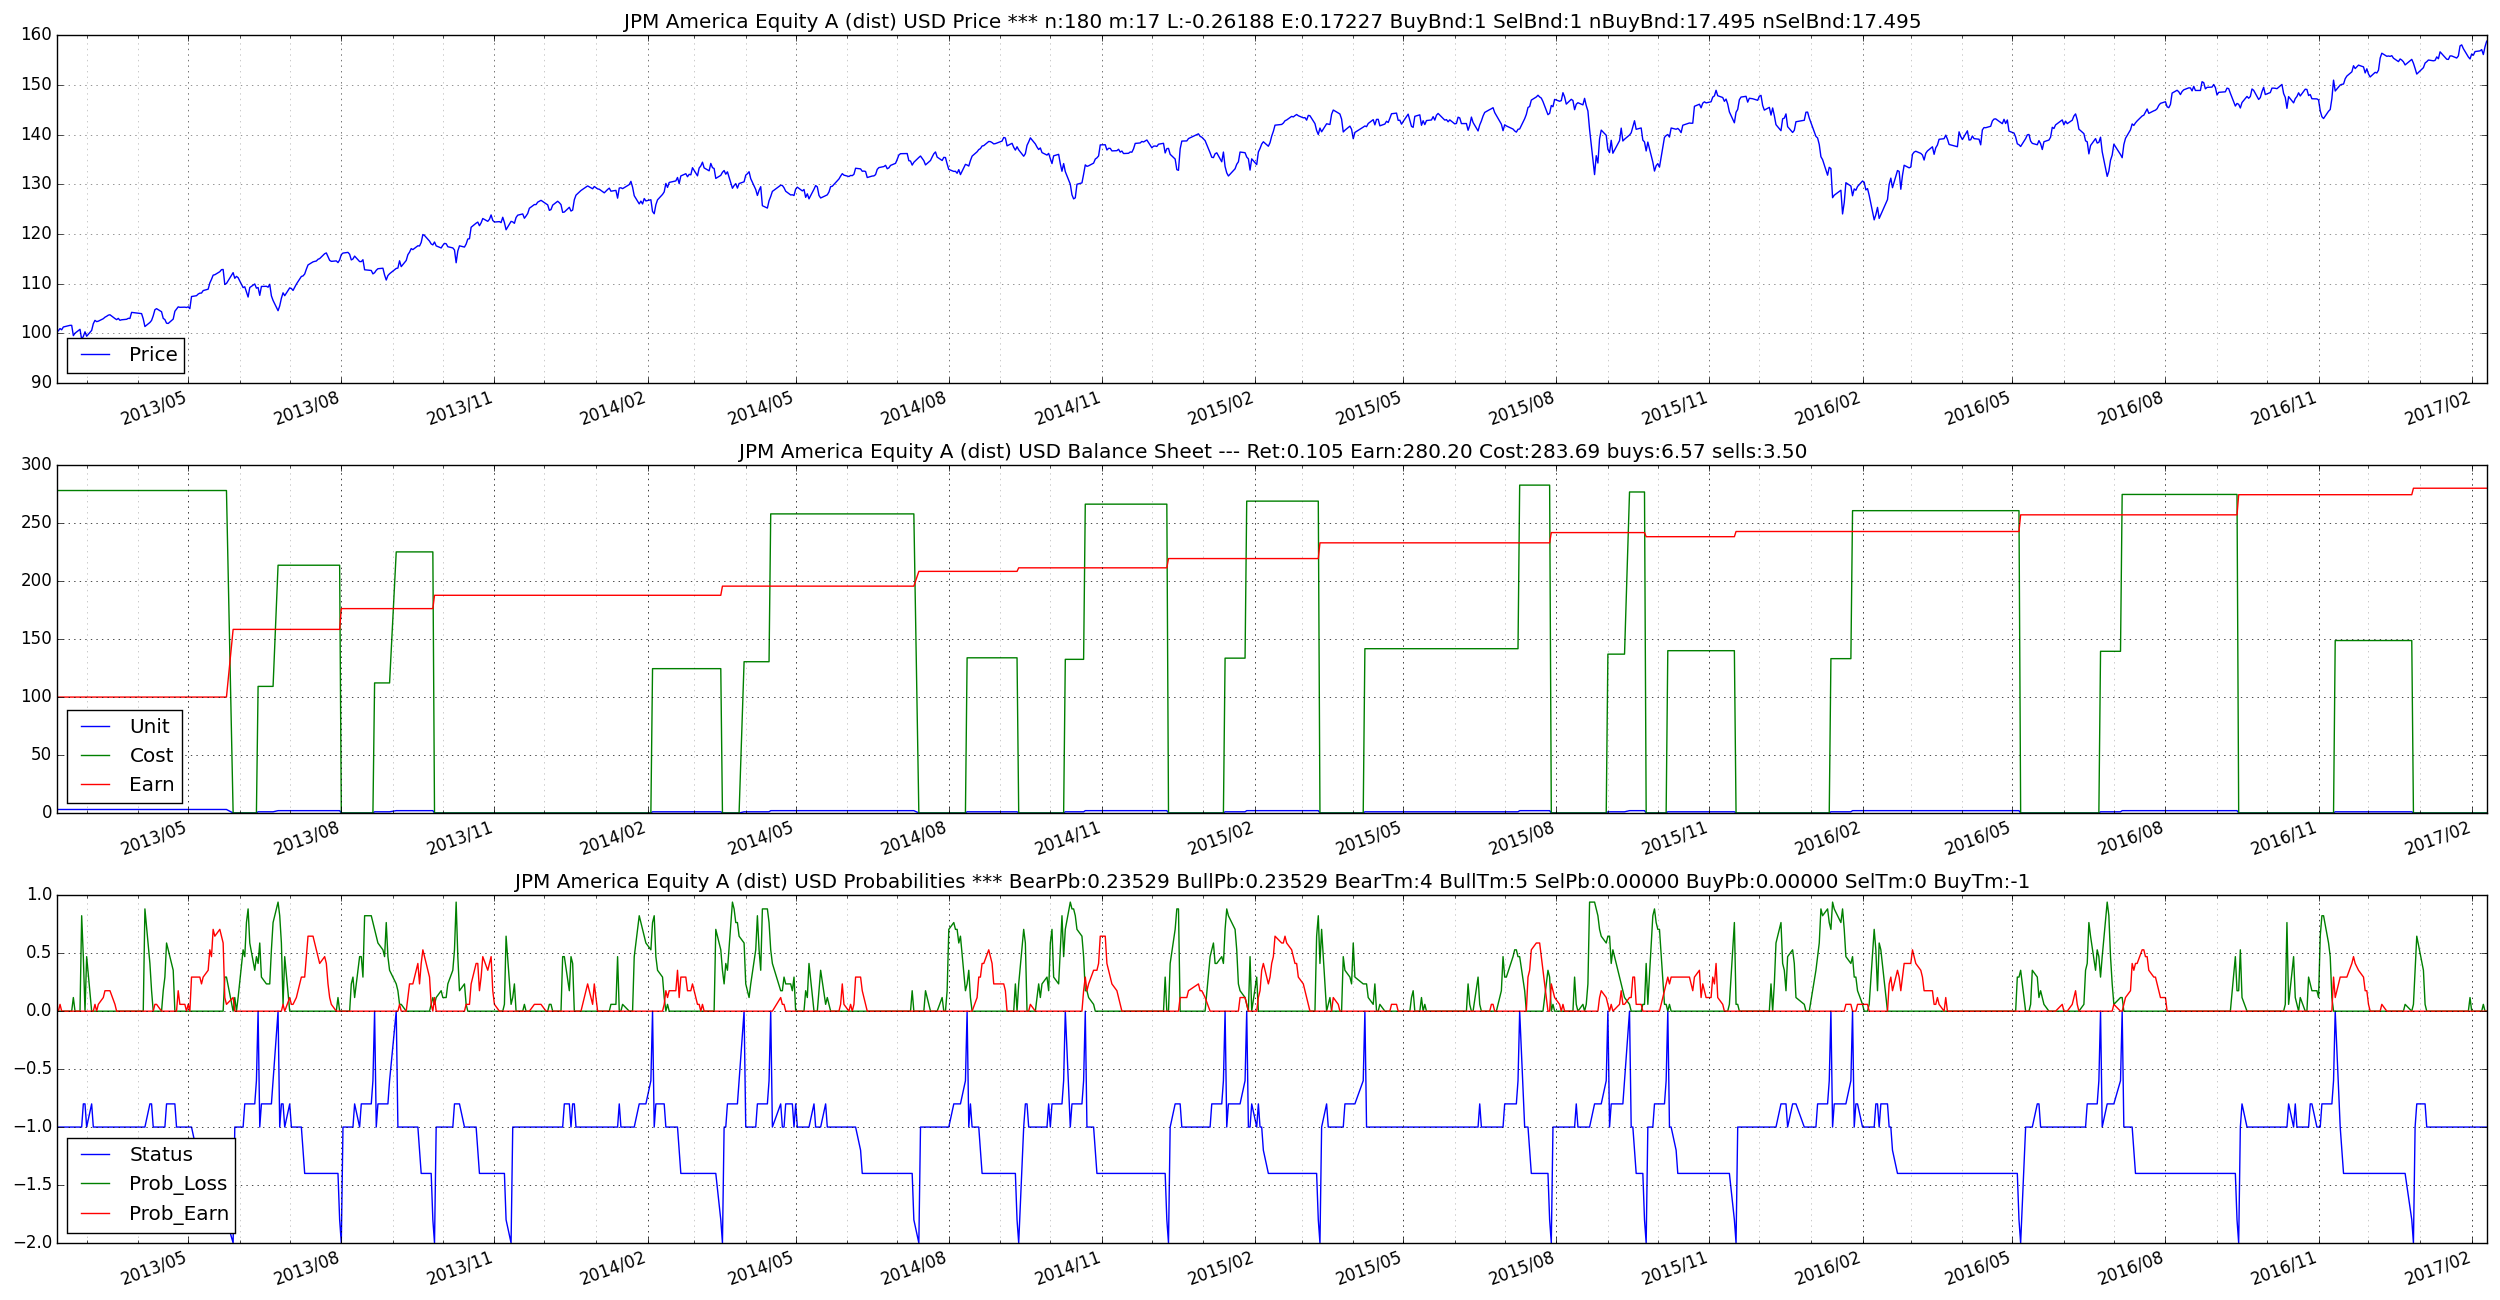 JPM America Equity A (dist) USD Price *** n:180 m:17 L:-0.26188 E:0.17227 BuyBnd:1 SelBnd:1 nBuyBnd:17.495 nSelBnd:17.495
160
150
140
130
120
110
100
90
Price
2013/05 2013/08 2013/11 2014/02 2014/05 2014/08 2014/11 2015/02 2015/05 2015/08 2015/11 2016/02 2016/05 2016/08 2016/11 2017/02
JPM America Equity A (dist) USD Balance Sheet --- Ret:0.105 Earn:280.20 Cost:283.69 buys:6.57 sells:3.50
300
250
200
150
100
50
0
Unit
Cost
Earn
2013/05 2013/08 2013/11 2014/02 2014/05 2014/08 2014/11 2015/02 2015/05 2015/08 2015/11 2016/02 2016/05 2016/08 2016/11 2017/02
JPM America Equity A (dist) USD Probabilities *** BearPb:0.23529 BullPb:0.23529 BearTm:4 BullTm:5 SelPb:0.00000 BuyPb:0.00000 SelTm:0 BuyTm:-1
1.0
0.5
0.0
−0.5
−1.0
−1.5
−2.0
Status
Prob_Loss
Prob_Earn
2013/05 2013/08 2013/11 2014/02 2014/05 2014/08 2014/11 2015/02 2015/05 2015/08 2015/11 2016/02 2016/05 2016/08 2016/11 2017/02